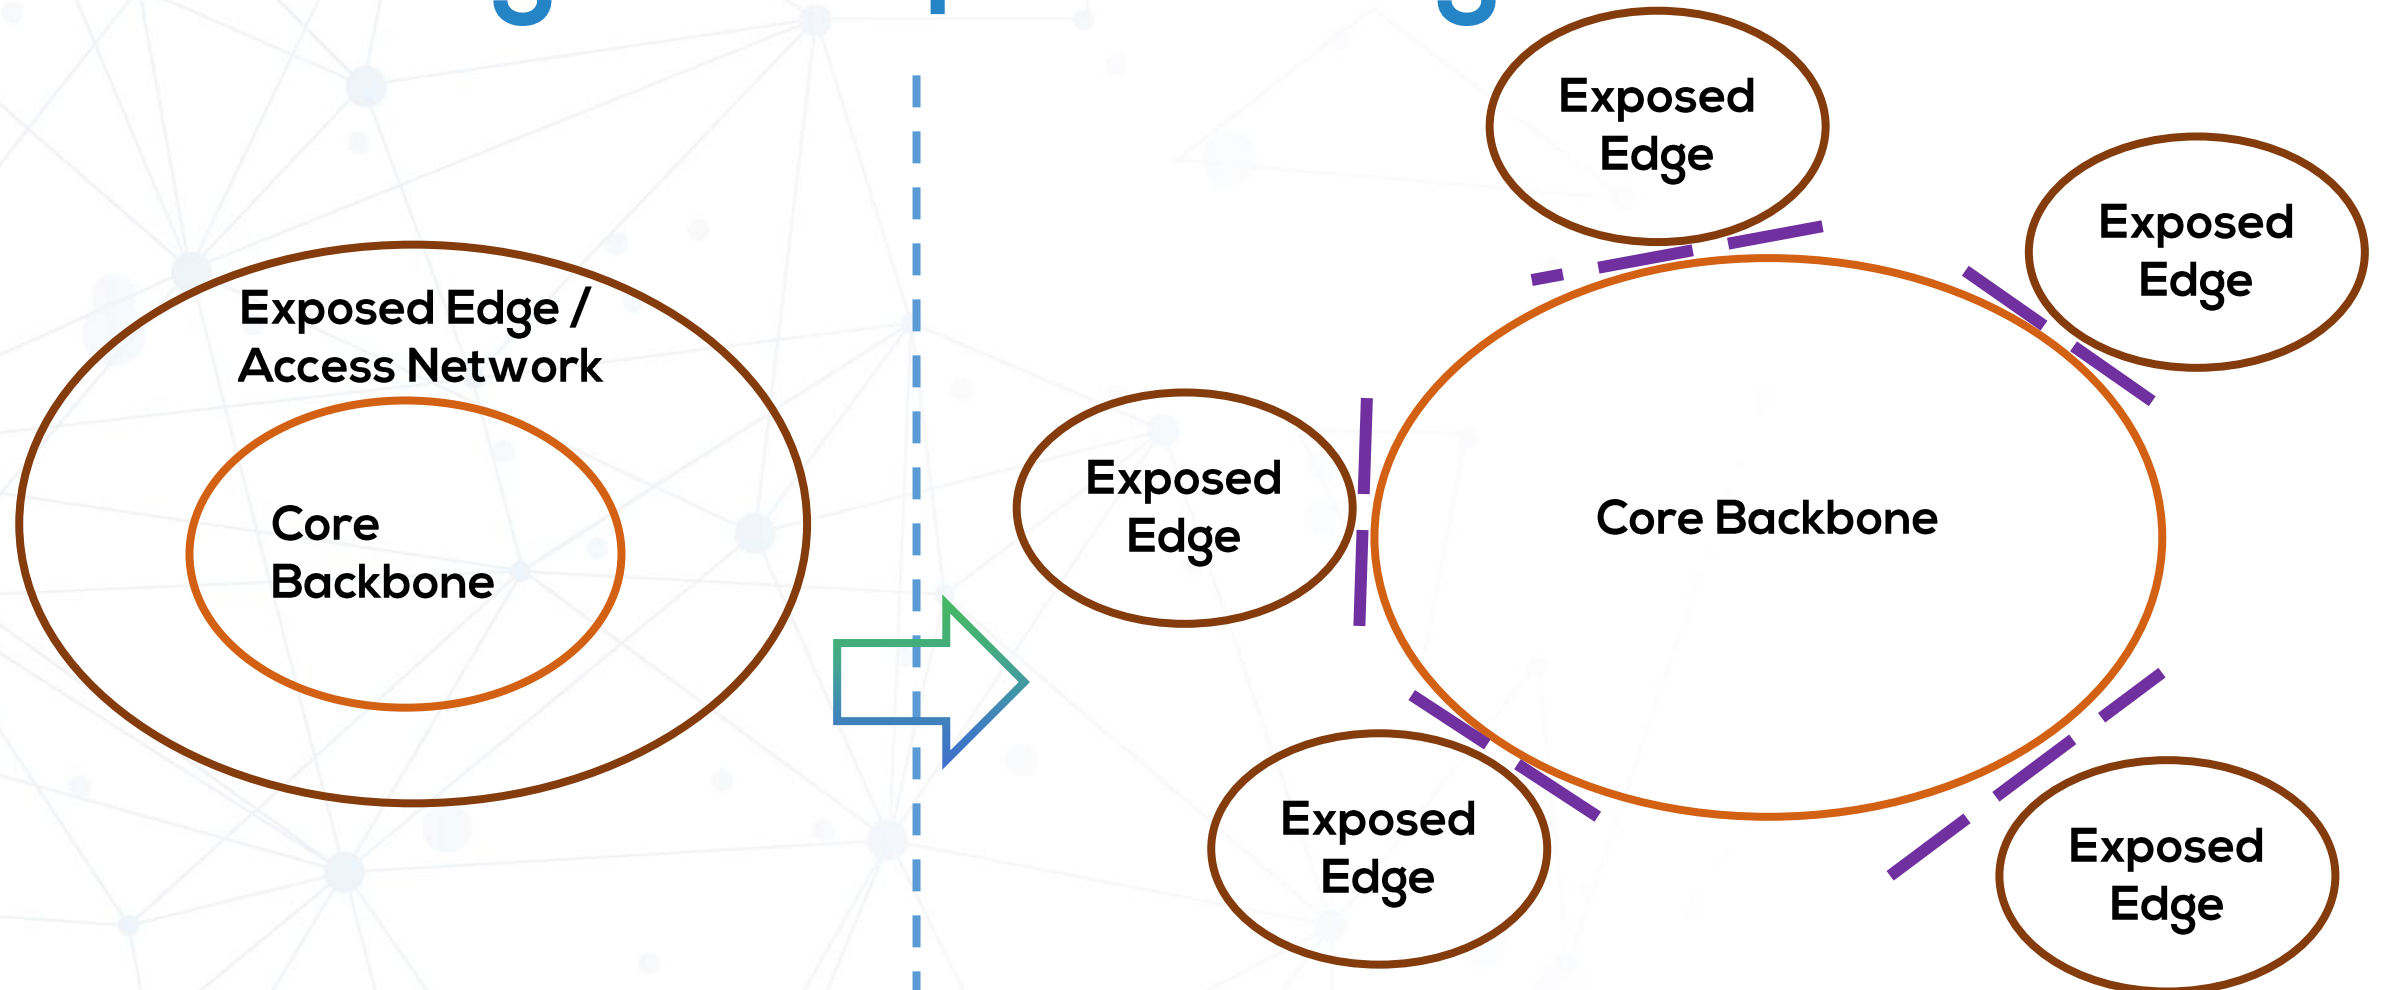 Exposed Edge /
Access Network
Core
Backbone
Exposed
Edge
Exposed
Edge
Exposed
Edge
Core Backbone
Exposed
Edge
Exposed
Edge